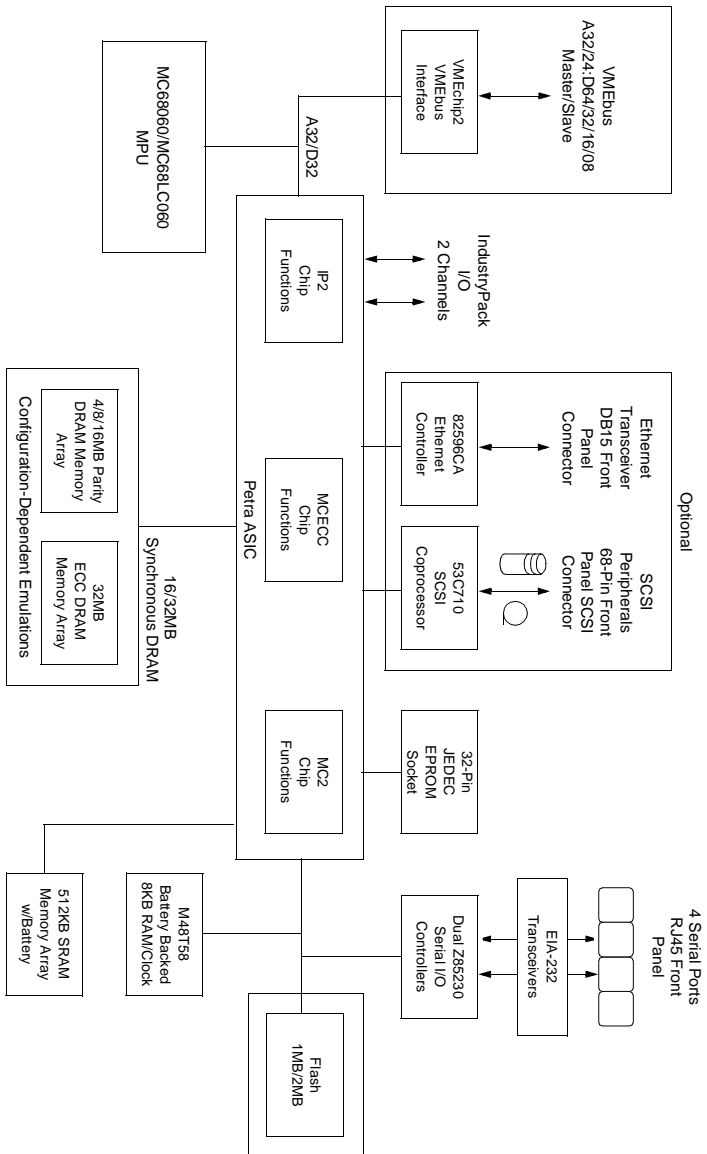 Optional
4 Serial Ports
RJ45 Front
Panel
VMEbus
A32/24:D64/32/16/08
Master/Slave
IndustryPack
I/O
2 Channels
Ethernet
Transceiver
DB15 Front
Panel
Connector
SCSI
Peripherals
68-Pin Front
Panel SCSI
Connector
EIA-232
Transceivers
VMEchip2
VMEbus
Interface
82596CA
Ethernet
Controller
53C710
SCSI
Coprocessor
32-Pin
JEDEC
EPROM
Socket
Dual Z85230
Serial I/O
Controllers
A32/D32
IP2
Chip
Functions
MCECC
Chip
Functions
MC2
Chip
Functions
Flash
1MB/2MB
Petra ASIC
MC68060/MC68LC060
MPU
16/32MB
Synchronous DRAM
M48T58
Battery Backed
8KB RAM/Clock
4/8/16MB Parity
DRAM Memory
Array
32MB
ECC DRAM
Memory Array
Configuration-Dependent Emulations
512KB SRAM
Memory Array
w/Battery